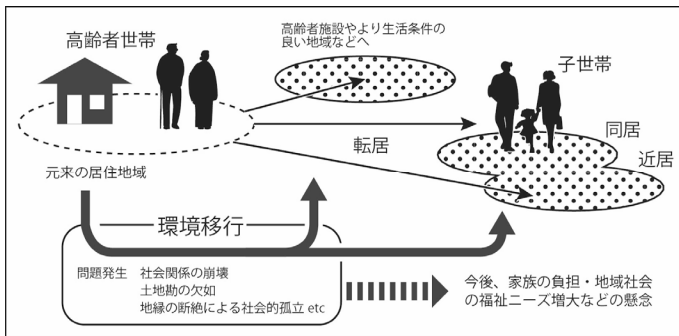 高齢者世帯
高齢者施設やより生活条件の
良い地域などへ
子世帯
同居
近居
転居
元来の居住地域
環境移行
問題発生　社会関係の崩壊
土地勘の欠如
地縁の断絶による社会的孤立 etc
今後、家族の負担・地域社会
の福祉ニーズ増大などの懸念